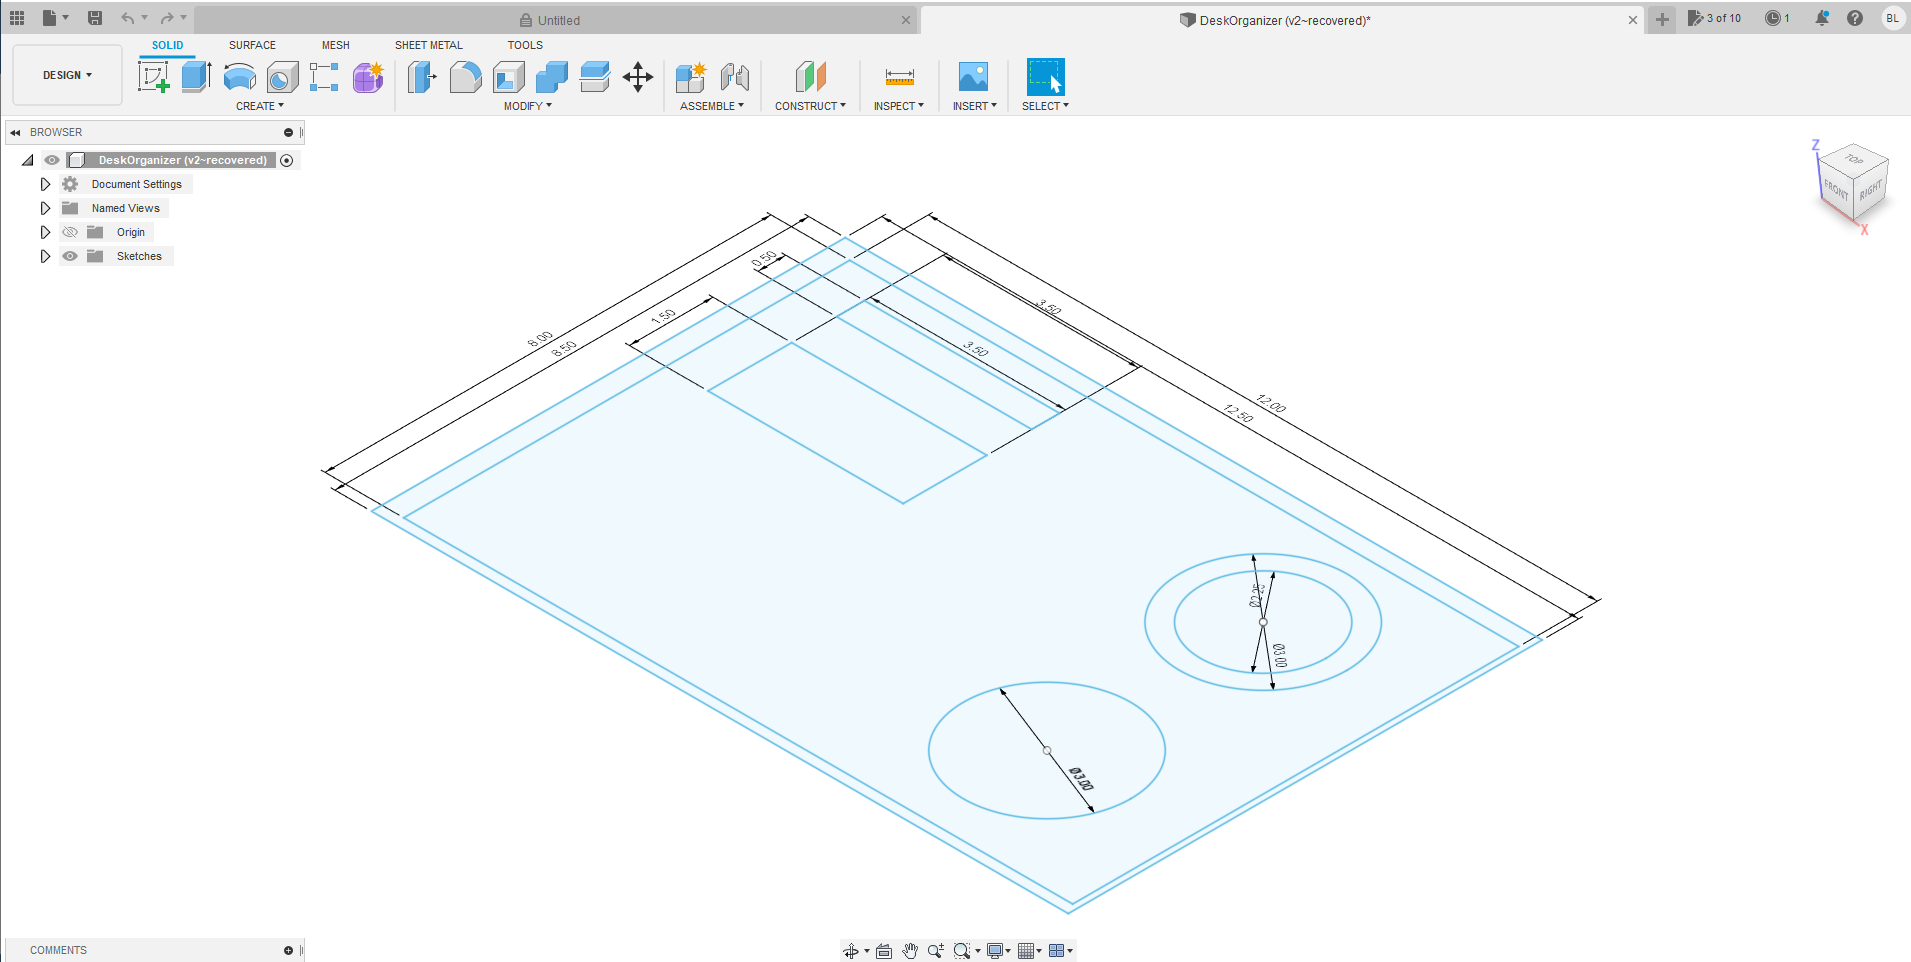 Untitled
DeskOrganizer (v2~recovered)*
3 of 10
1
BL
DESIGN
SOLID
SURFACE
MESH
SHEET METAL
TOOLS
CREATE
MODIFY
ASSEMBLE
CONSTRUCT
INSPECT
INSERT
SELECT
BROWSER
DeskOrganizer (v2~recovered)
Document Settings
Named Views
Origin
Sketches
Z
TOP
FRONT
RIGHT
X
0.50
3.50
1.50
8.00
8.50
3.50
12.00
12.50
Ø2.25
Ø3.00
Ø3.00
COMMENTS